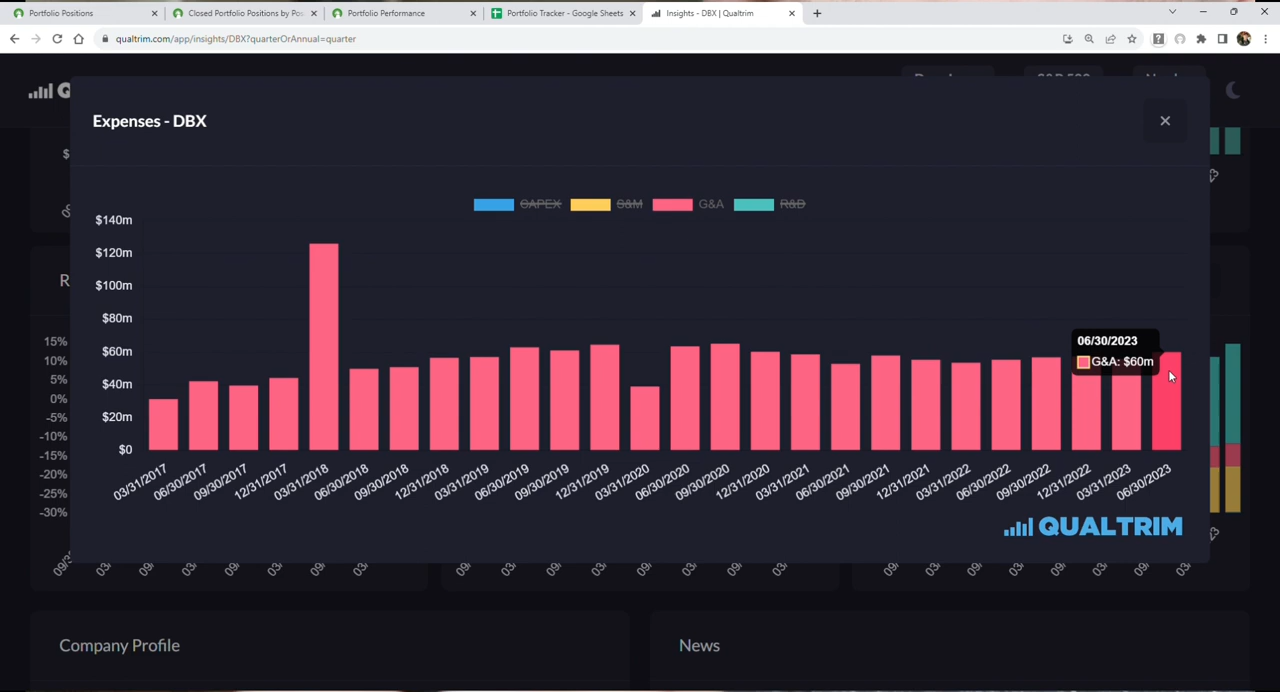 Portfolio Positions
Closed Portfolio Positions by Pos
Portfolio Performance
Portfolio Tracker - Google Sheets
Insights - DBX | Qualtrim
qualtrim.com/app/insights/DBX?quarterOrAnnual=quarter
Expenses - DBX
CAPEX S&M G&A R&D
$140m
$120m
$100m
$80m
$60m
$40m
$20m
$0
06/30/2023
G&A: $60m
03/31/2017 06/30/2017 09/30/2017 12/31/2017 03/31/2018 06/30/2018 09/30/2018 12/31/2018 03/31/2019 06/30/2019 09/30/2019 12/31/2019 03/31/2020 06/30/2020 09/30/2020 12/31/2020 03/31/2021 06/30/2021 09/30/2021 12/31/2021 03/31/2022 06/30/2022 09/30/2022 12/31/2022 03/31/2023 06/30/2023
QUALTRIM
15%
10%
5%
0%
-5%
-10%
-15%
-20%
-25%
-30%
Company Profile
News